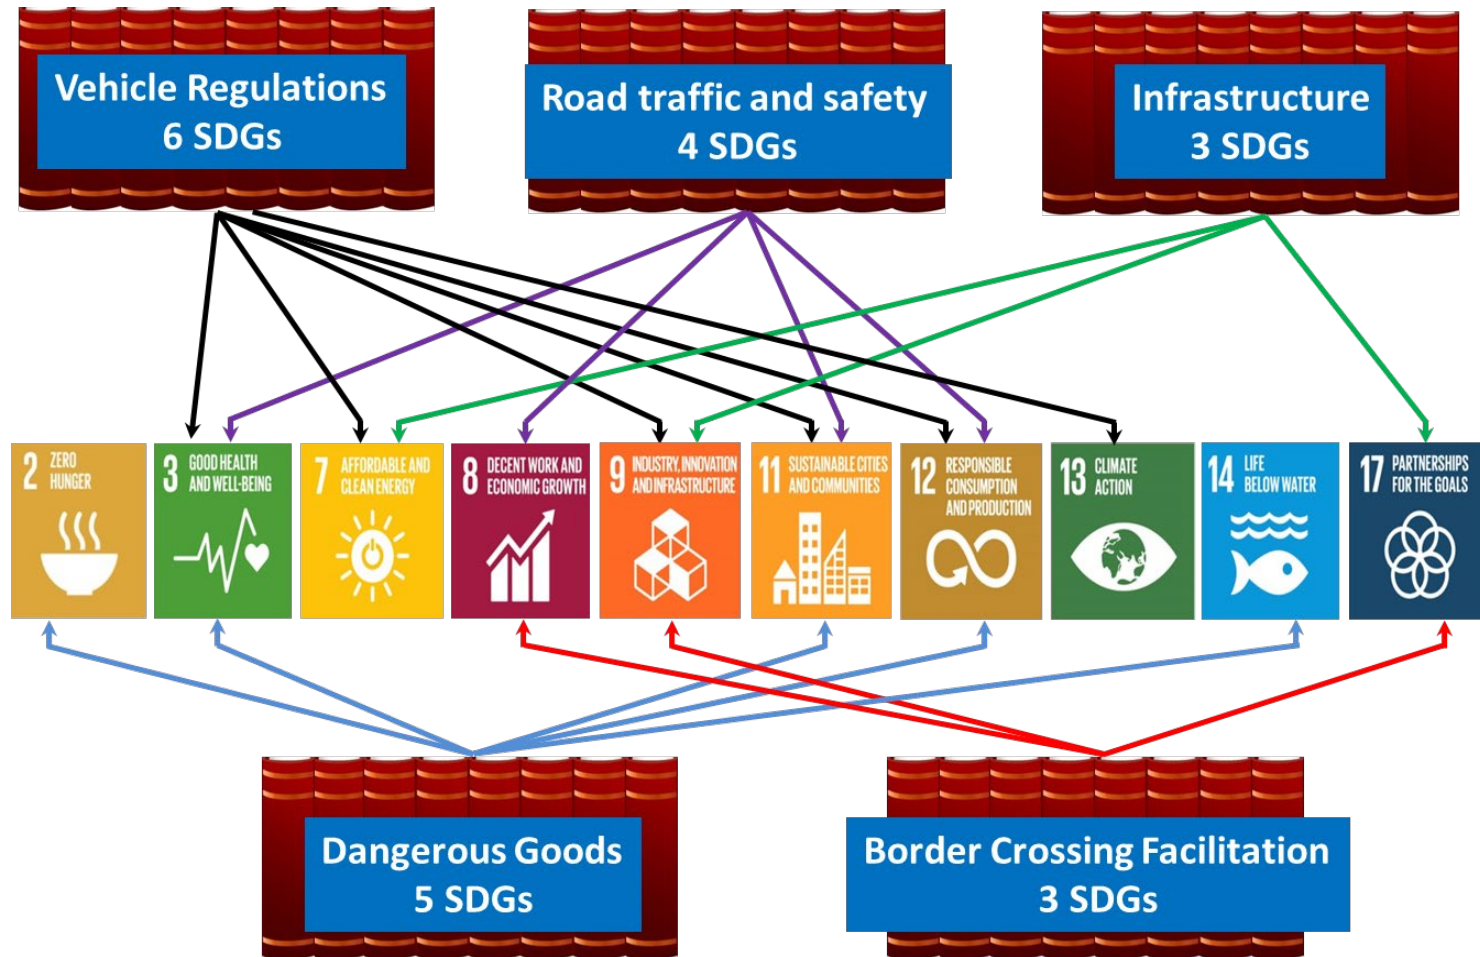 Vehicle Regulations
6 SDGs
Road traffic and safety
4 SDGs
Infrastructure
3 SDGs
2 ZERO
HUNGER
3 GOOD HEALTH
AND WELL-BEING
7 AFFORDABLE AND
CLEAN ENERGY
8 DECENT WORK AND
ECONOMIC GROWTH
9 INDUSTRY, INNOVATION
AND INFRASTRUCTURE
11 SUSTAINABLE CITIES
AND COMMUNITIES
12 RESPONSIBLE
CONSUMPTION
AND PRODUCTION
13 CLIMATE
ACTION
14 LIFE
BELOW WATER
17 PARTNERSHIPS
FOR THE GOALS
Dangerous Goods
5 SDGs
Border Crossing Facilitation
3 SDGs